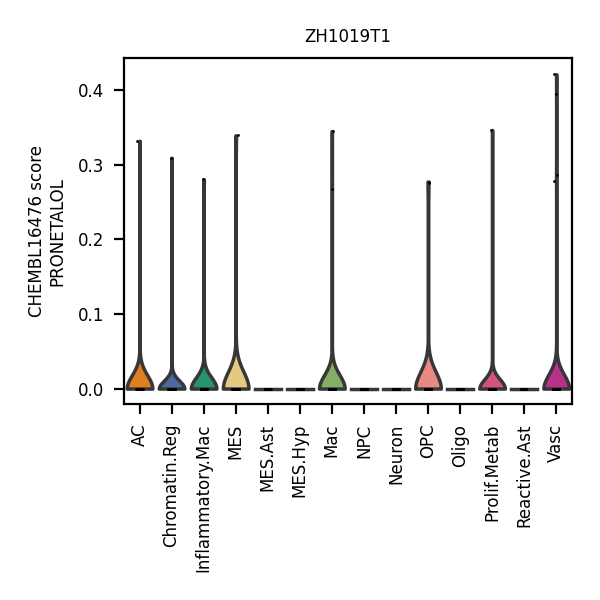 ZH1019T1
CHEMBL16476 score
PRONETALOL
0.4
0.3
0.2
0.1
0.0
AC
Chromatin.Reg
Inflammatory.Mac
MES
MES.Ast
MES.Hyp
Mac
NPC
Neuron
OPC
Oligo
Prolif.Metab
Reactive.Ast
Vasc